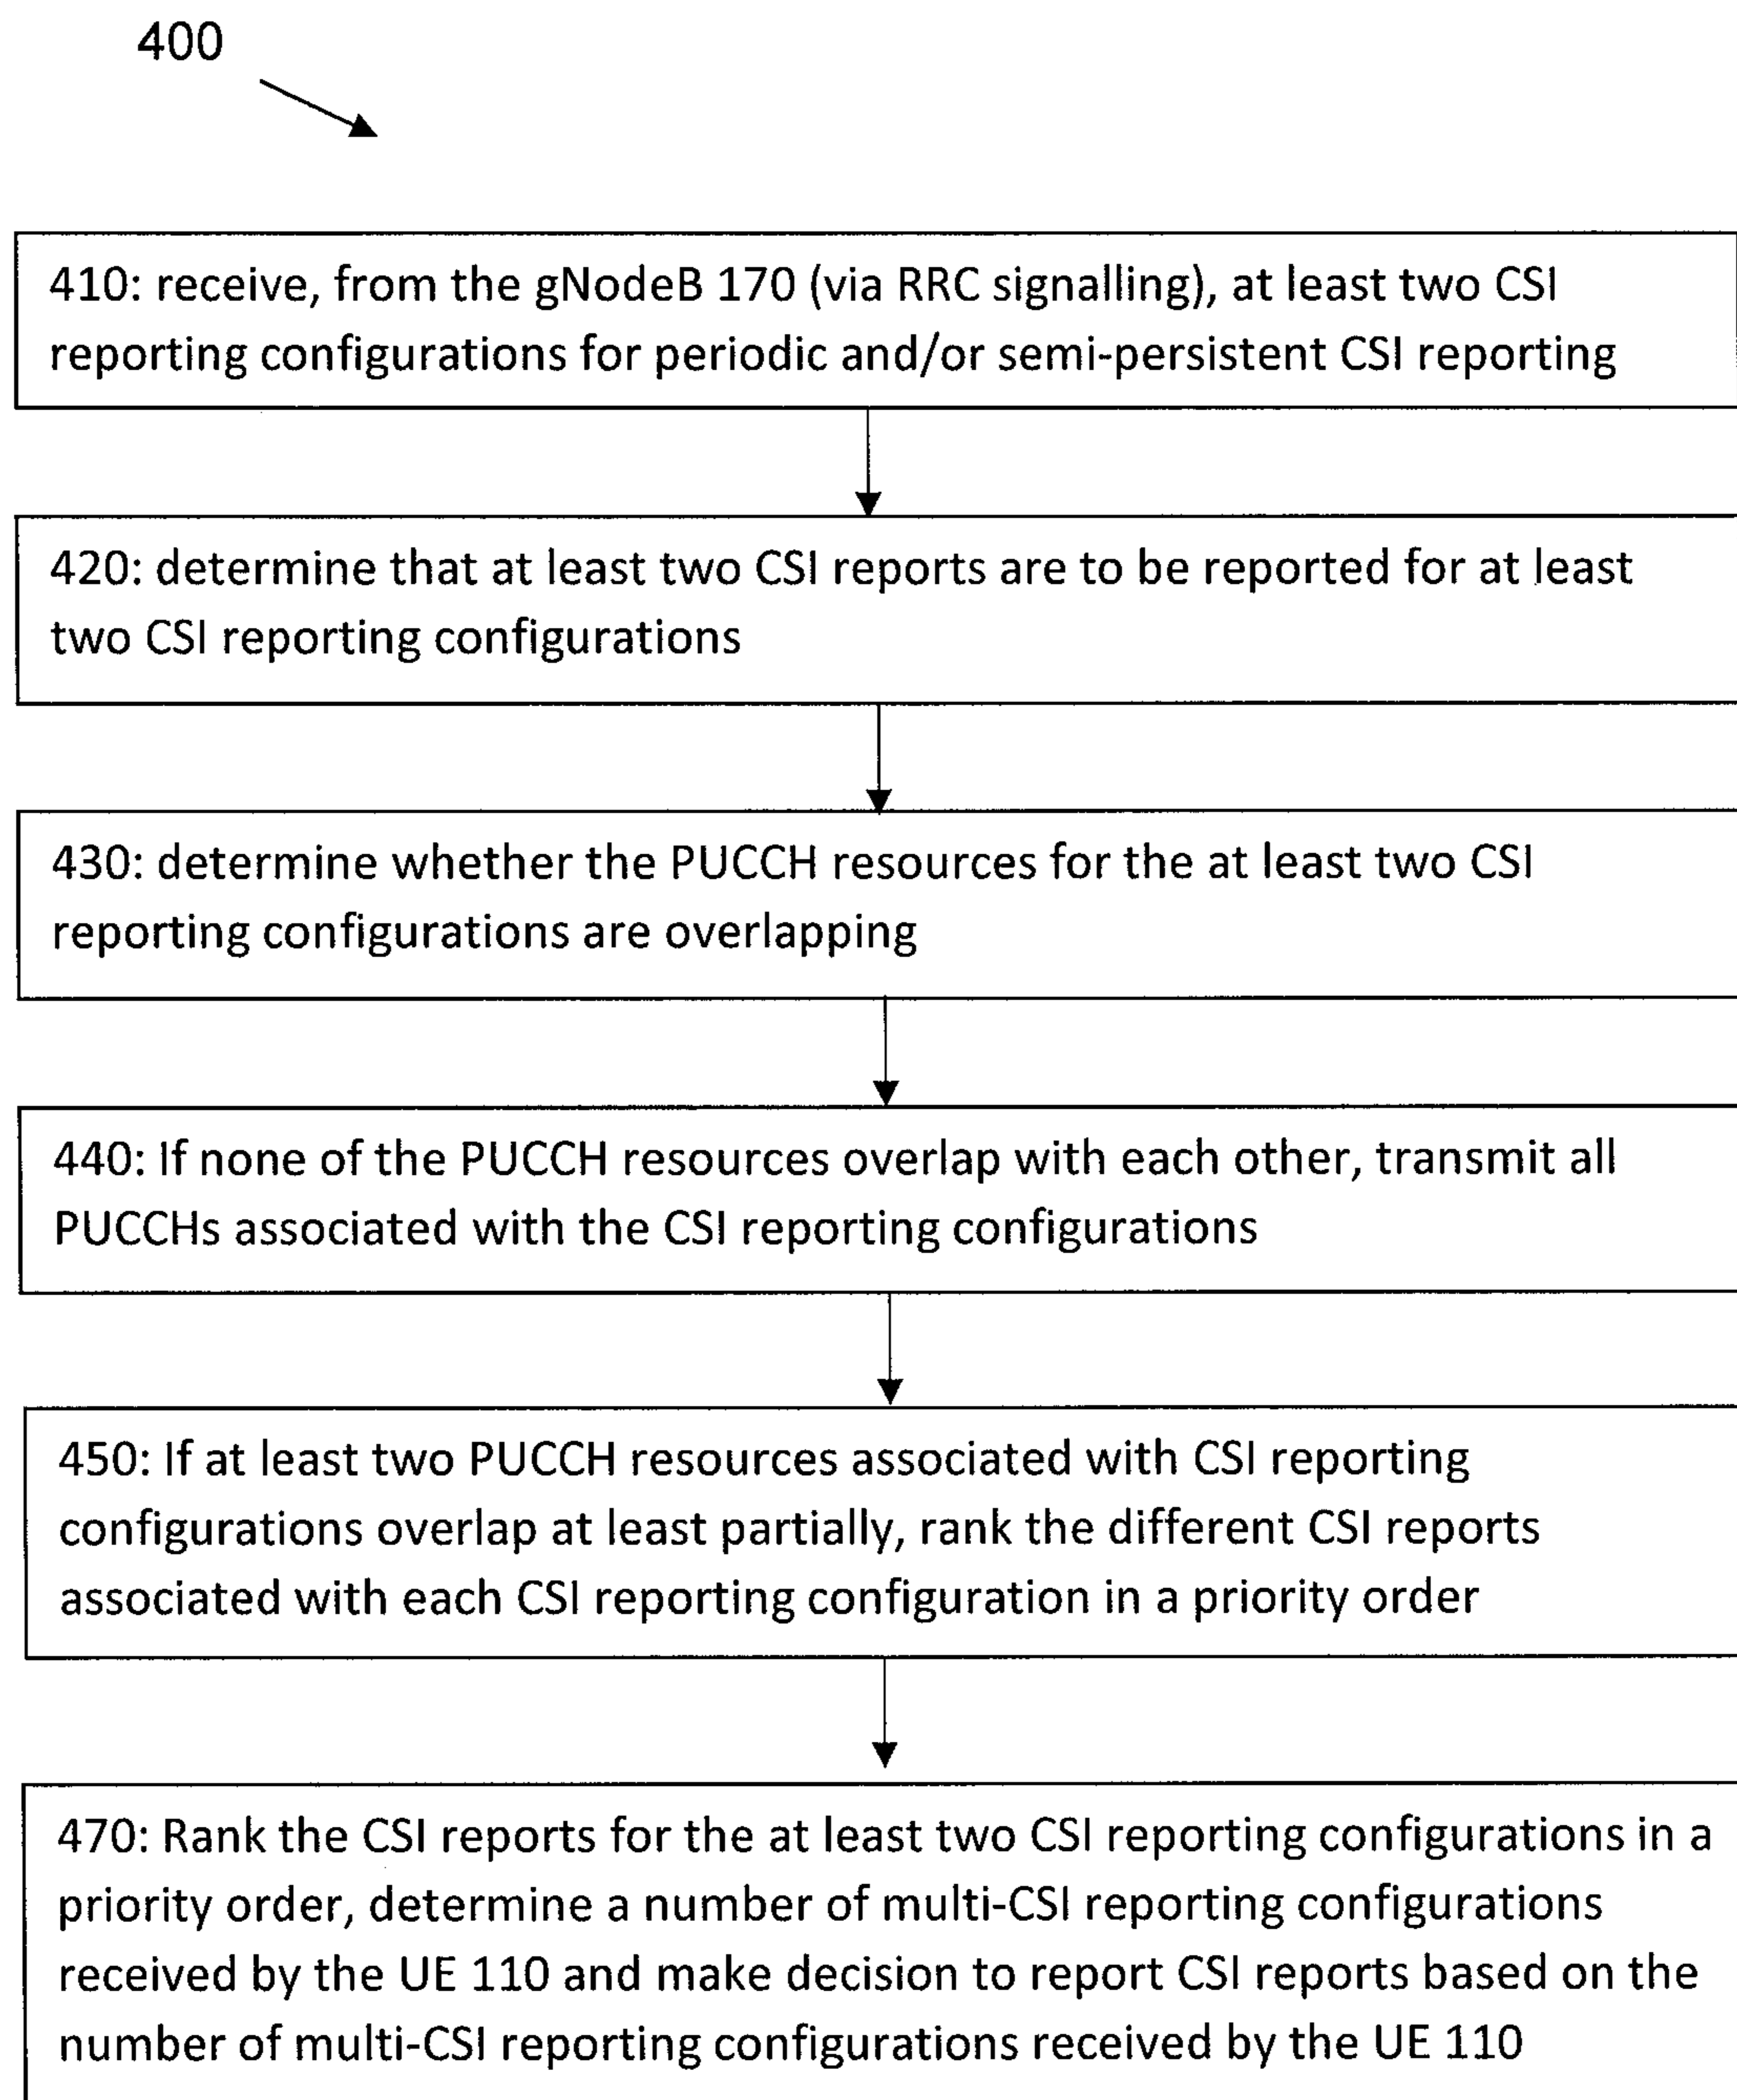 400
410: receive, from the gNodeB 170 (via RRC signalling), at least two CSI
reporting configurations for periodic and/or semi-persistent CSI reporting
420: determine that at least two CSI reports are to be reported for at least
two CSI reporting configurations
430: determine whether the PUCCH resources for the at least two CSI
reporting configurations are overlapping
440: If none of the PUCCH resources overlap with each other, transmit all
PUCCHs associated with the CSI reporting configurations
450: If at least two PUCCH resources associated with CSI reporting
configurations overlap at least partially, rank the different CSI reports
associated with each CSI reporting configuration in a priority order
470: Rank the CSI reports for the at least two CSI reporting configurations in a
priority order, determine a number of multi-CSI reporting configurations
received by the UE 110 and make decision to report CSI reports based on the
number of multi-CSI reporting configurations received by the UE 110